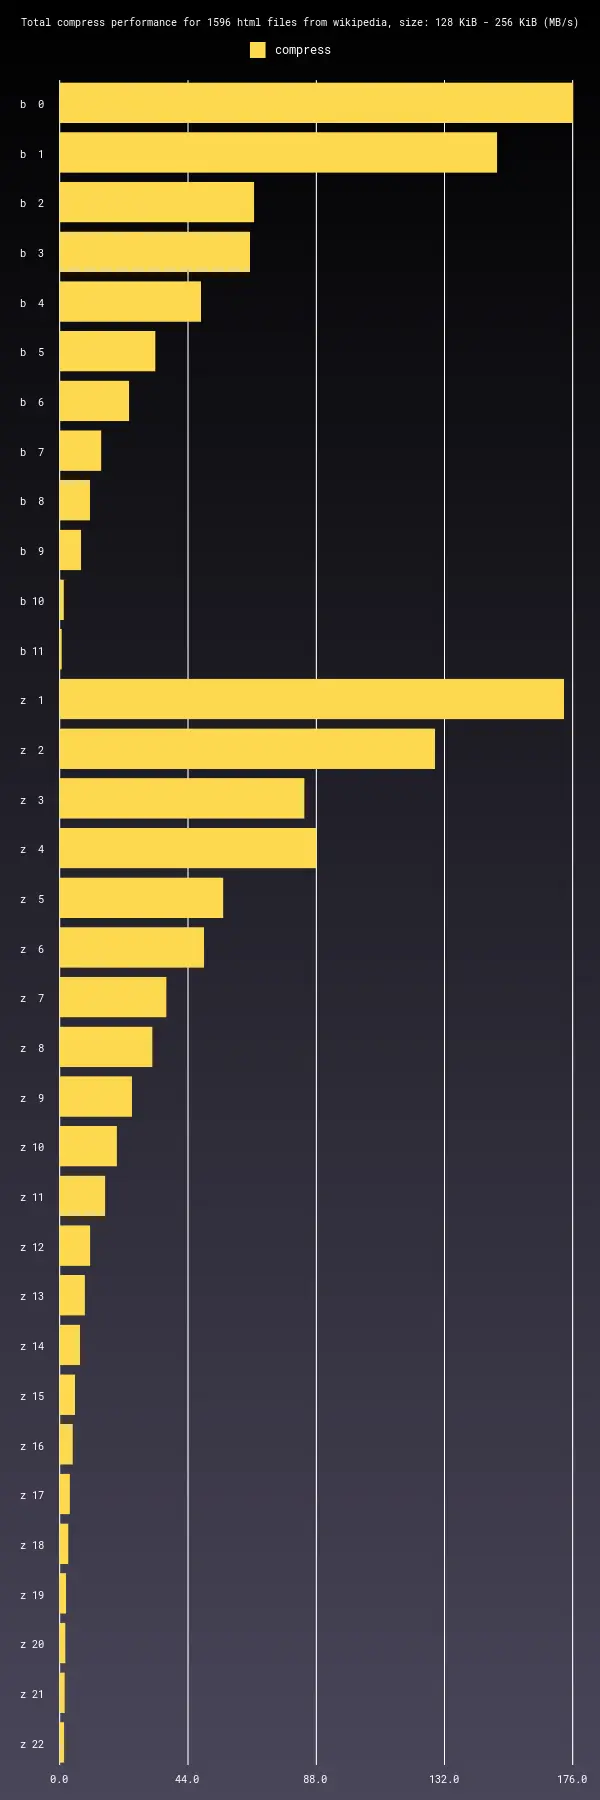 Total compress performance for 1596 html files from wikipedia, size: 128 KiB - 256 KiB (MB/s)
compress
b 0
b 1
b 2
b 3
b 4
b 5
b 6
b 7
b 8
b 9
b 10
b 11
z 1
z 2
z 3
z 4
z 5
z 6
z 7
z 8
z 9
z 10
z 11
z 12
z 13
z 14
z 15
z 16
z 17
z 18
z 19
z 20
z 21
z 22
0.0 44.0 88.0 132.0 176.0